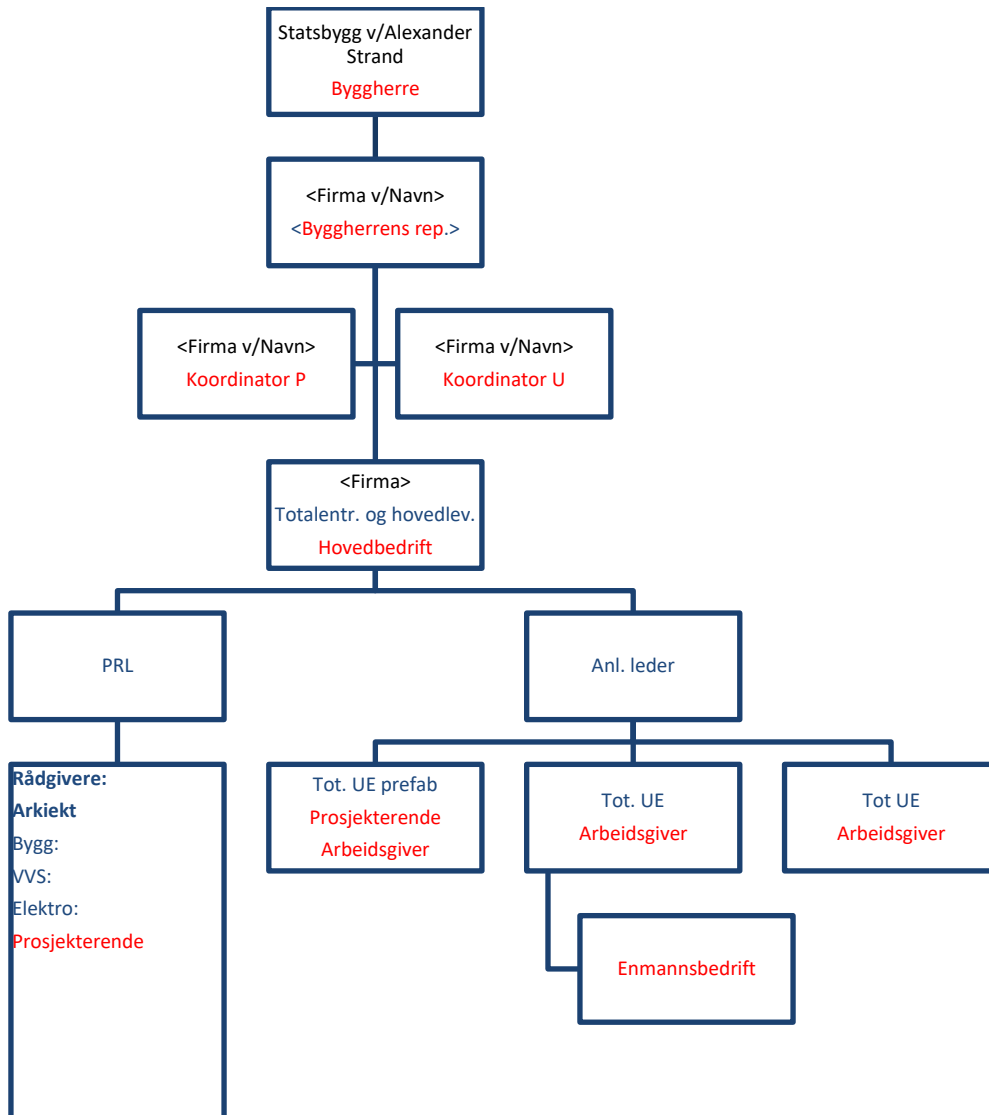 Statsbygg v/Alexander
Strand
Byggherre
<Firma v/Navn>
<Byggherrens rep.>
<Firma v/Navn>
Koordinator P
<Firma v/Navn>
Koordinator U
<Firma>
Totalentr. og hovedlev.
Hovedbedrift
PRL
Anl. leder
Rådgivere:
Arkiekt
Bygg:
VVS:
Elektro:
Prosjekterende
Tot. UE prefab
Prosjekterende
Arbeidsgiver
Tot. UE
Arbeidsgiver
Tot UE
Arbeidsgiver
Enmannsbedrift